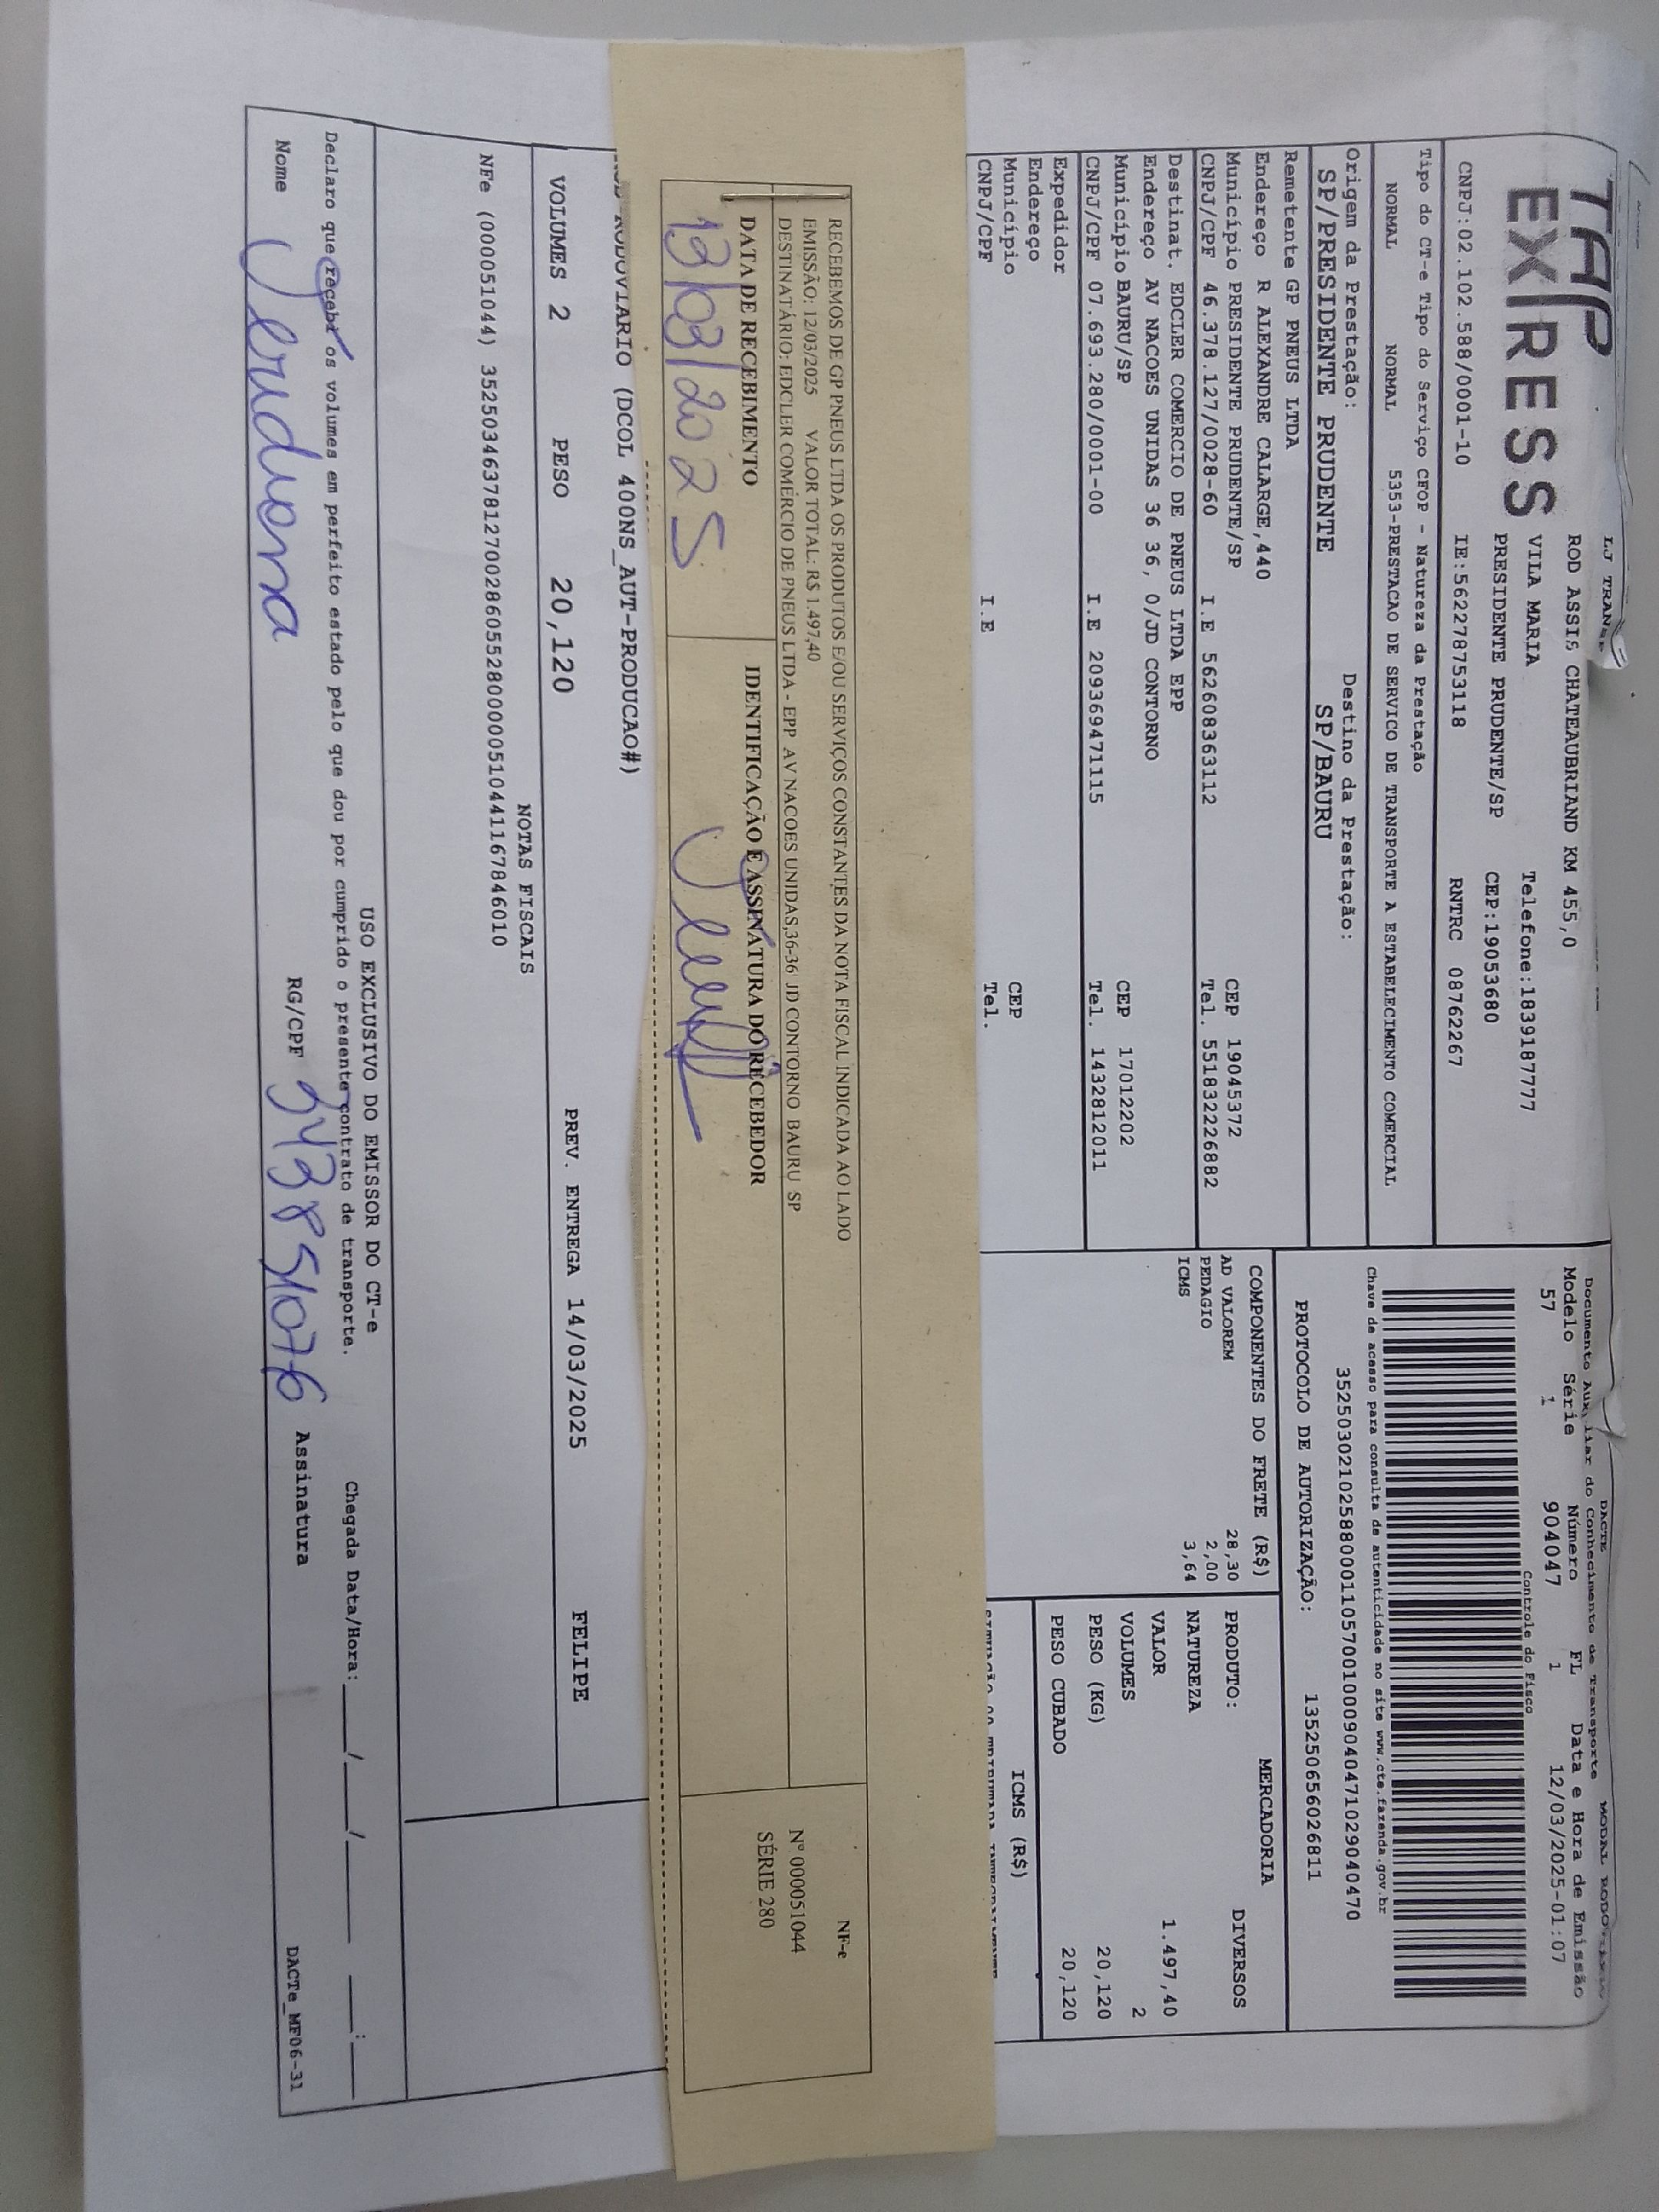 TAP
EXPRESS
LJ TRANS
ROD ASSIS CHATEAUBRIAND KM 455,0
VILA MARIA Telefone:1839187777
PRESIDENTE PRUDENTE/SP CEP:19053680
CNPJ:02.102.588/0001-10 IE:562278753118 RNTRC 08762267
Tipo do CT-e Tipo do Serviço CFOP - Natureza da Prestação
NORMAL NORMAL 5353-PRESTACAO DE SERVICO DE TRANSPORTE A ESTABELECIMENTO COMERCIAL
Origem da Prestação: Destino da Prestação:
SP/PRESIDENTE PRUDENTE SP/BAURU
Remetente GP PNEUS LTDA
Endereço R ALEXANDRE CALARGE,440
Município PRESIDENTE PRUDENTE/SP CEP 19045372
CNPJ/CPF 46.378.127/0028-60 I.E 562608363112 Tel. 551832226882
Destinat. EDCLER COMERCIO DE PNEUS LTDA EPP
Endereço AV NACOES UNIDAS 36 36, 0/JD CONTORNO
Município BAURU/SP CEP 17012202
CNPJ/CPF 07.693.280/0001-00 I.E 209369471115 Tel. 1432812011
Expedidor
Endereço
Município CEP
CNPJ/CPF I.E Tel.
DACTE MODAL RODOVIARIO
Documento Auxiliar do Conhecimento de Transporte
Modelo Série Número FL Data e Hora de Emissão
57 1 904047 1 12/03/2025-01:07
Controle do Fisco
Chave de acesso para consulta de autenticidade no site www.cte.fazenda.gov.br
35250302102588000110570010009040471029040470
PROTOCOLO DE AUTORIZAÇÃO: 135250656026811
COMPONENTES DO FRETE (R$)
AD VALOREM 28,30
PEDAGIO 2,00
ICMS 3,64
MERCADORIA
PRODUTO: DIVERSOS
NATUREZA
VALOR 1.497,40
VOLUMES 2
PESO (KG) 20,120
PESO CUBADO 20,120
ICMS (R$)
RECEBEMOS DE GP PNEUS LTDA OS PRODUTOS E/OU SERVIÇOS CONSTANTES DA NOTA FISCAL INDICADA AO LADO
EMISSÃO: 12/03/2025 VALOR TOTAL: R$ 1.497,40
DESTINATÁRIO: EDCLER COMÉRCIO DE PNEUS LTDA - EPP AV NACOES UNIDAS,36-36 JD CONTORNO BAURU SP
DATA DE RECEBIMENTO IDENTIFICAÇÃO E ASSINATURA DO RECEBEDOR
13/03/2025
NF-e
Nº 000051044
SÉRIE 280
RODOVIARIO (DCOL 400NS_AUT-PRODUCAO#)
VOLUMES 2 PESO 20,120 PREV. ENTREGA 14/03/2025 FELIPE
NOTAS FISCAIS
NFe (000051044) 35250346378127002860552800000510441167846010
USO EXCLUSIVO DO EMISSOR DO CT-e
Declaro que recebi os volumes em perfeito estado pelo que dou por cumprido o presente contrato de transporte. Chegada Data/Hora: ___/___/___ __:__
Nome RG/CPF Assinatura
DACTe_MF06-31